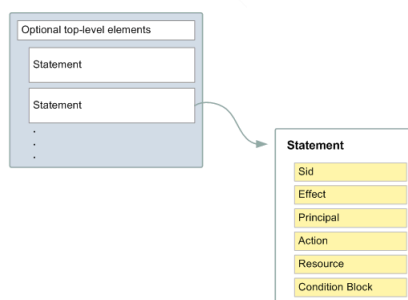 Optional top-level elements
Statement
Statement
.
.
.
Statement
Sid
Effect
Principal
Action
Resource
Condition Block